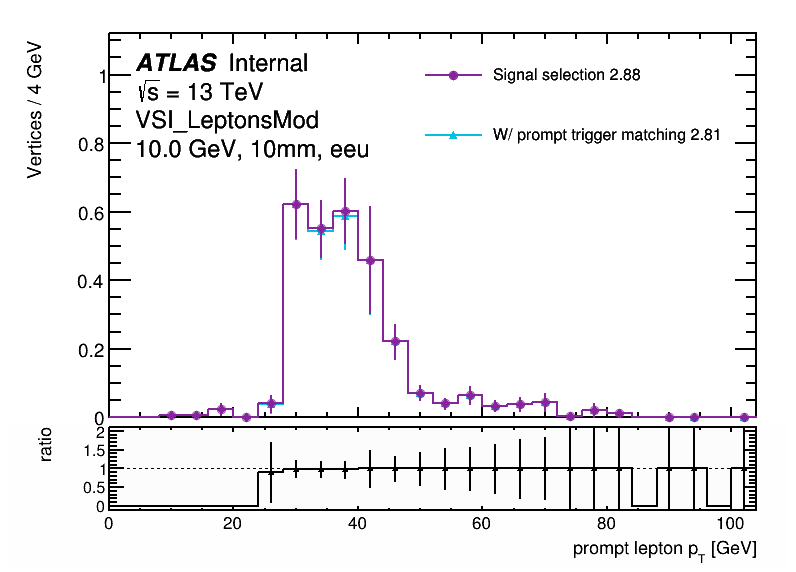 ATLAS Internal
√s = 13 TeV
VSI_LeptonsMod
10.0 GeV, 10mm, eeu
Signal selection 2.88
W/ prompt trigger matching 2.81
Vertices / 4 GeV
1
0.8
0.6
0.4
0.2
0
ratio
2
1.5
1
0.5
0
0 20 40 60 80 100
prompt lepton pT [GeV]